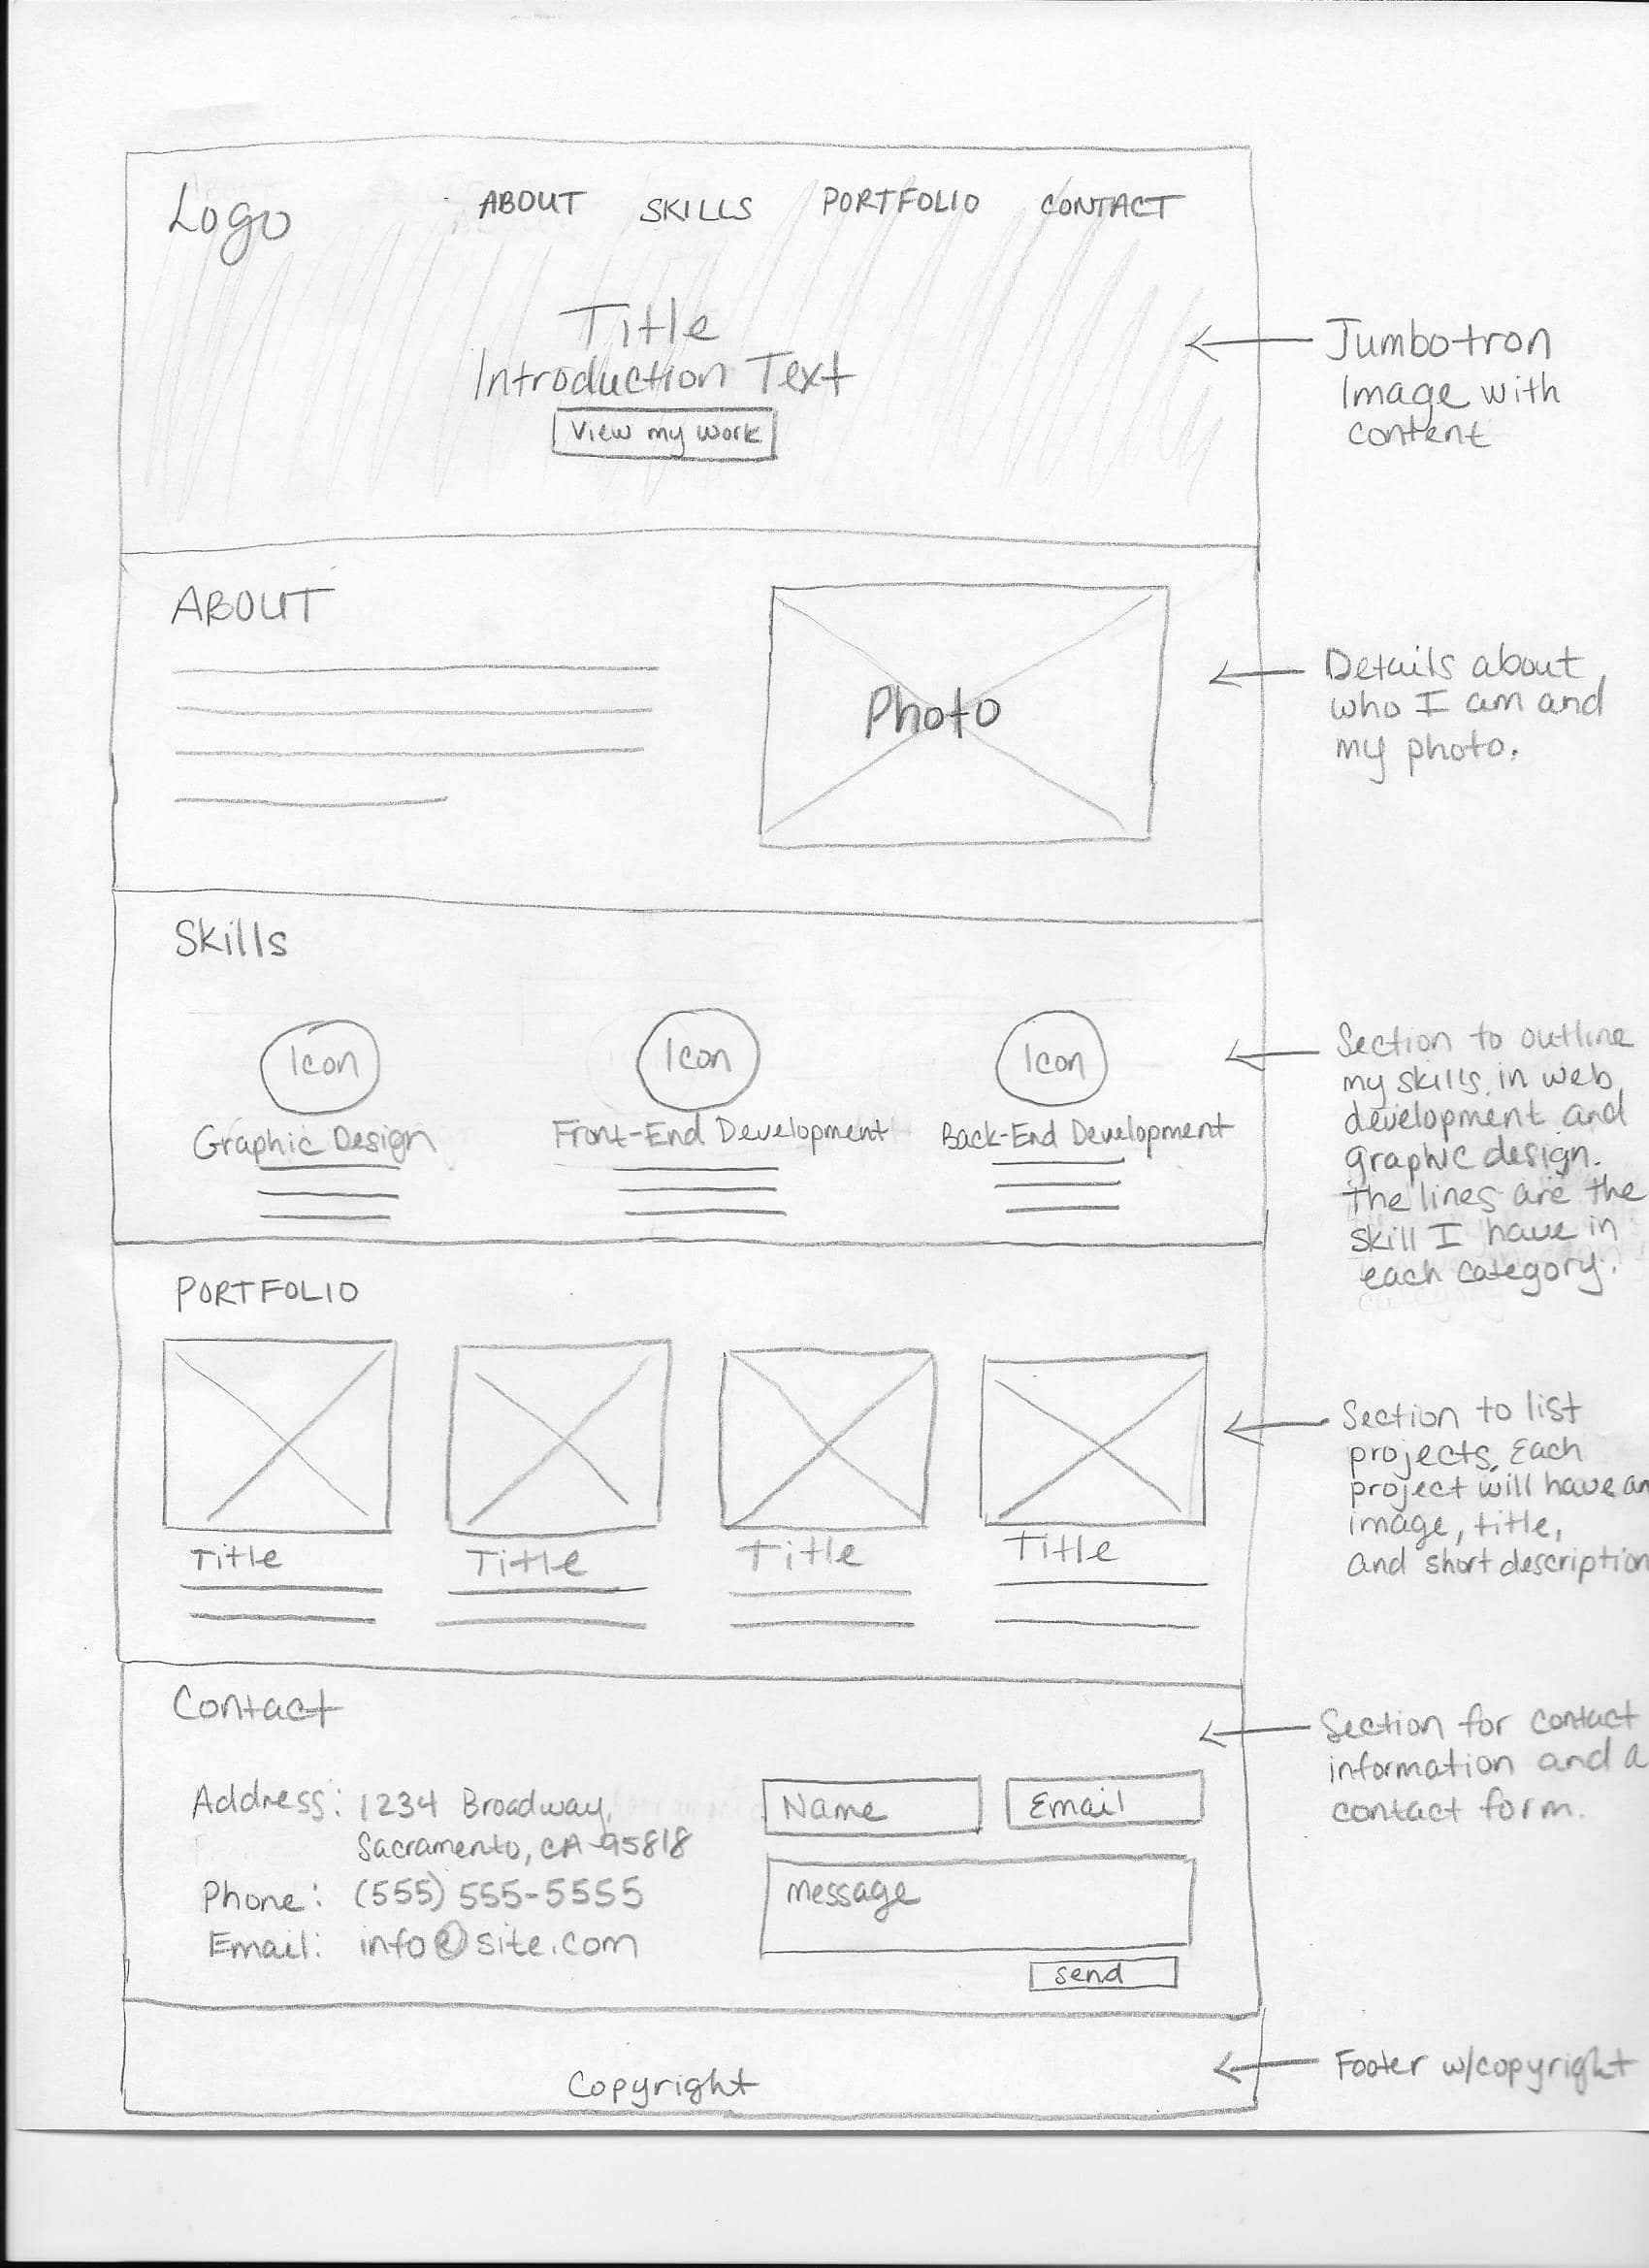 Logo
ABOUT SKILLS PORTFOLIO CONTACT
Title
Introduction Text
View my work
Jumbotron
Image with
content
ABOUT
Photo
Details about
who I am and
my photo.
Skills
Icon Icon Icon
Graphic Design Front-End Development Back-End Development
Section to outline
my skills in web
development and
graphic design.
The lines are the
skill I have in
each category.
PORTFOLIO
Title Title Title Title
Section to list
projects. Each
project will have an
image, title,
and short description
Contact
Address: 1234 Broadway,
Sacramento, CA 95818
Phone: (555) 555-5555
Email: info@site.com
Name Email
message
send
Section for contact
information and a
contact form.
Copyright
Footer w/copyright